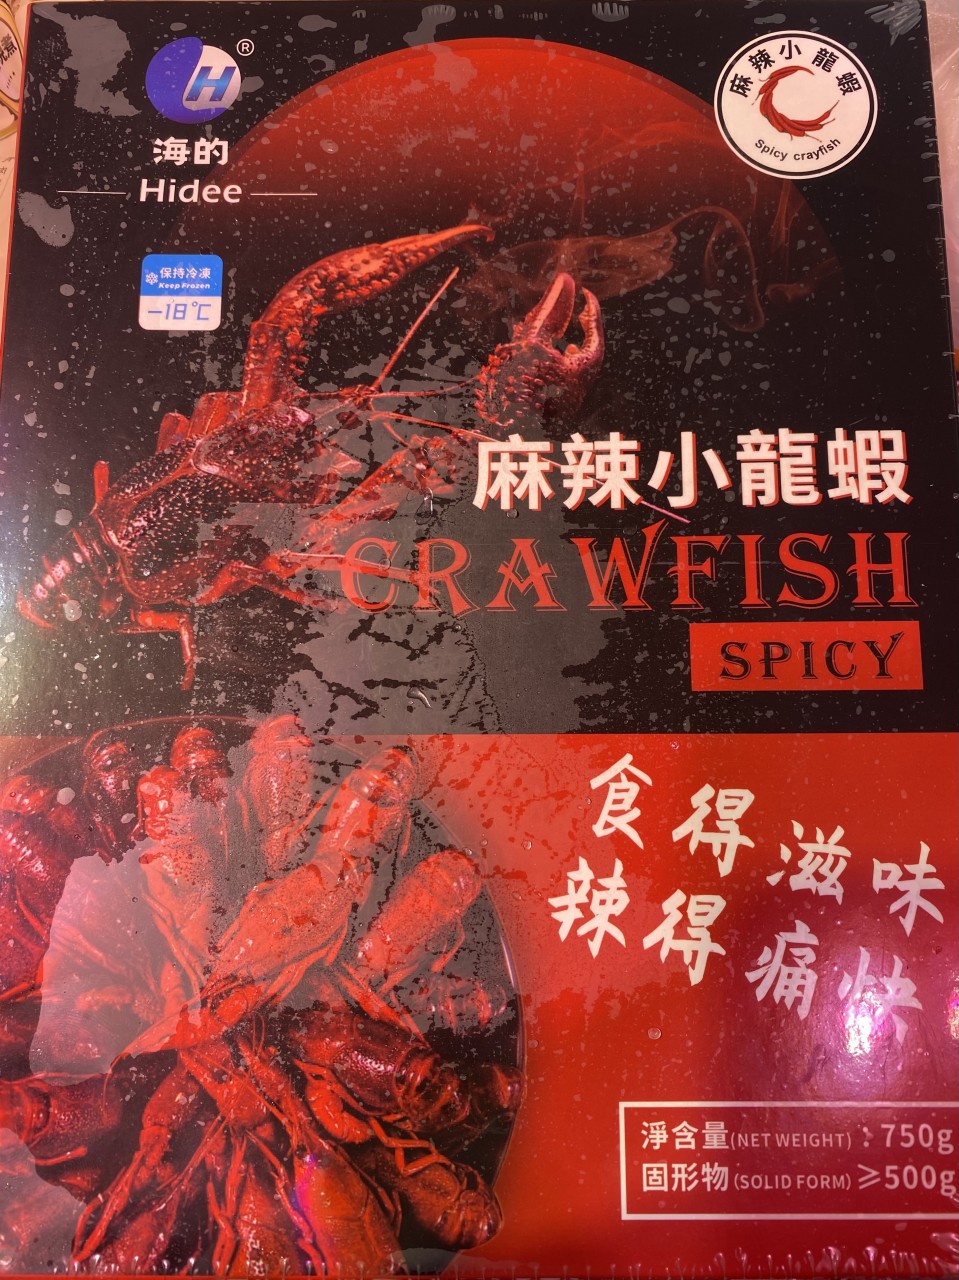 H®
海的
Hidee
麻辣小龍蝦
Spicy crayfish
保持冷凍
Keep Frozen
-18℃
麻辣小龍蝦
CRAWFISH
SPICY
食得滋味
辣得痛快
淨含量(NET WEIGHT):750g
固形物(SOLID FORM)≥500g